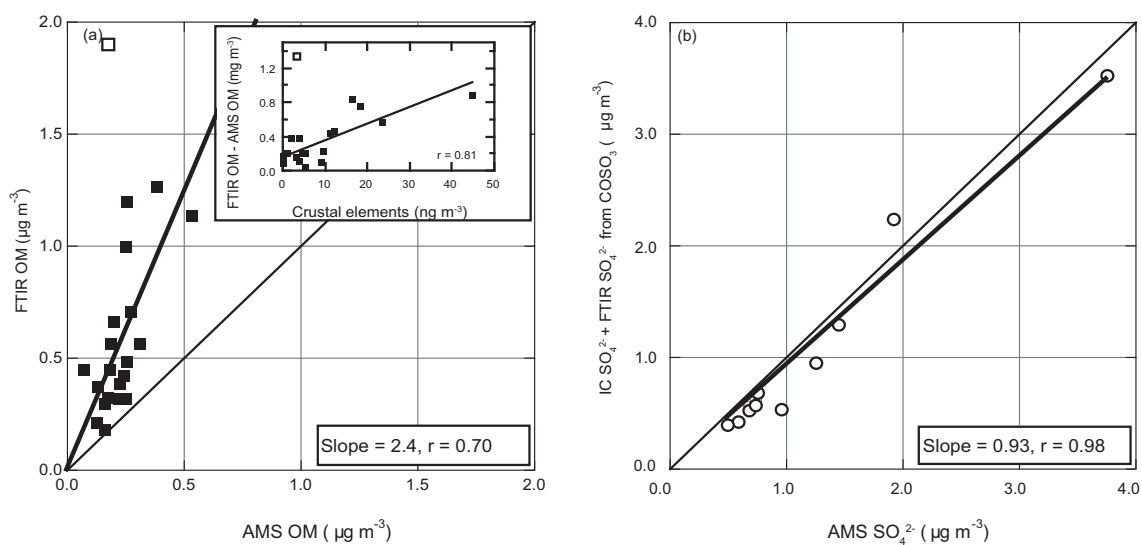 (a)
2.0
1.5
1.0
0.5
0.0
FTIR OM (µg m-3)
0.0 0.5 1.0 1.5 2.0
AMS OM ( µg m-3)
Slope = 2.4, r = 0.70
FTIR OM - AMS OM (mg m-3)
1.2
0.8
0.4
0.0
r = 0.81
0 10 20 30 40 50
Crustal elements (ng m-3)
(b)
4.0
3.0
2.0
1.0
0.0
IC SO42- + FTIR SO42- from COSO3 ( µg m-3)
0.0 1.0 2.0 3.0 4.0
AMS SO42- (µg m-3)
Slope = 0.93, r = 0.98